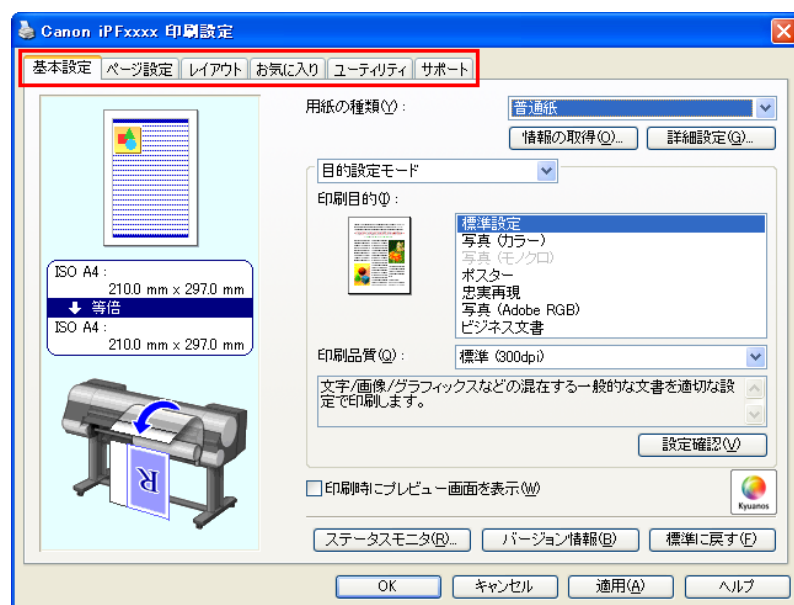 Canon iPFxxxx 印刷設定
基本設定 ページ設定 レイアウト お気に入り ユーティリティ サポート
用紙の種類(Y) : 普通紙
情報の取得(O)... 詳細設定(G)...
目的設定モード
印刷目的(I) :
標準設定
写真 (カラー)
写真 (モノクロ)
ポスター
忠実再現
写真 (Adobe RGB)
ビジネス文書
ISO A4 :
210.0 mm x 297.0 mm
等倍
ISO A4 :
210.0 mm x 297.0 mm
印刷品質(Q) : 標準 (300dpi)
文字/画像/グラフィックスなどの混在する一般的な文書を適切な設
定で印刷します。
設定確認(V)
R
印刷時にプレビュー画面を表示(W)
Kyuanos
ステータスモニタ(R)... バージョン情報(B) 標準に戻す(F)
OK キャンセル 適用(A) ヘルプ